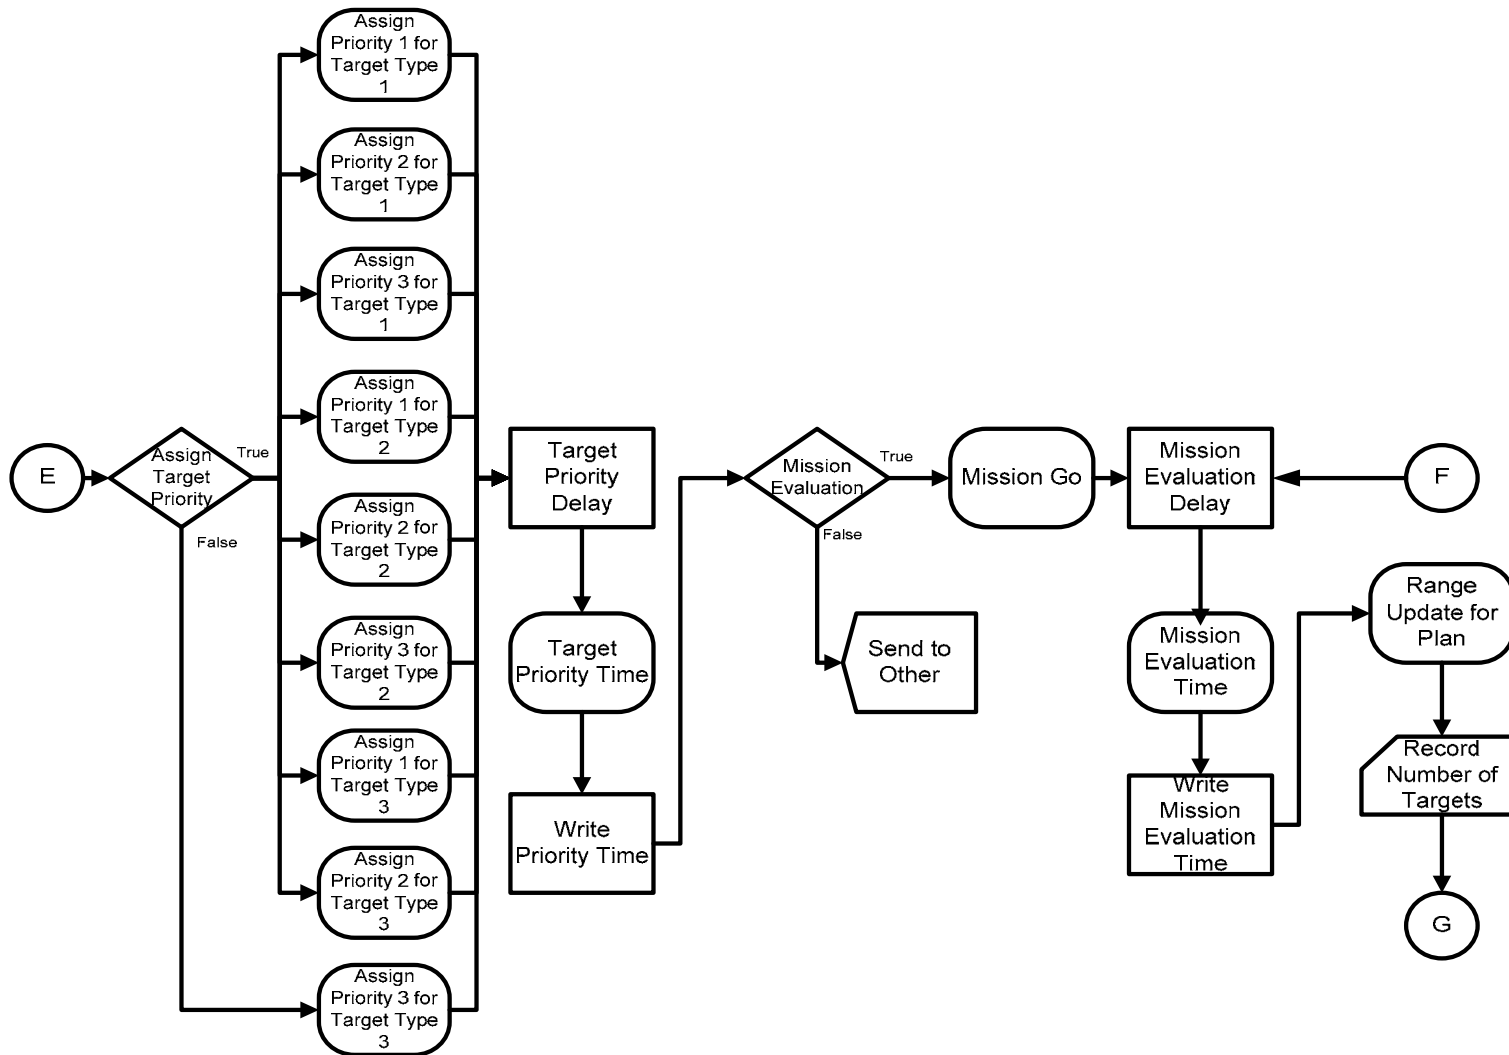 Assign
Priority 1 for
Target Type
1
Assign
Priority 2 for
Target Type
1
Assign
Priority 3 for
Target Type
1
Assign
Priority 1 for
Target Type
2
Assign
Priority 2 for
Target Type
2
Assign
Priority 3 for
Target Type
2
Assign
Priority 1 for
Target Type
3
Assign
Priority 2 for
Target Type
3
Assign
Priority 3 for
Target Type
3
E
Assign
Target
Priority
True
False
Target
Priority
Delay
Target
Priority Time
Write
Priority Time
Mission
Evaluation
True
False
Send to
Other
Mission Go
Mission
Evaluation
Delay
Mission
Evaluation
Time
Write
Mission
Evaluation
Time
F
Range
Update for
Plan
Record
Number of
Targets
G